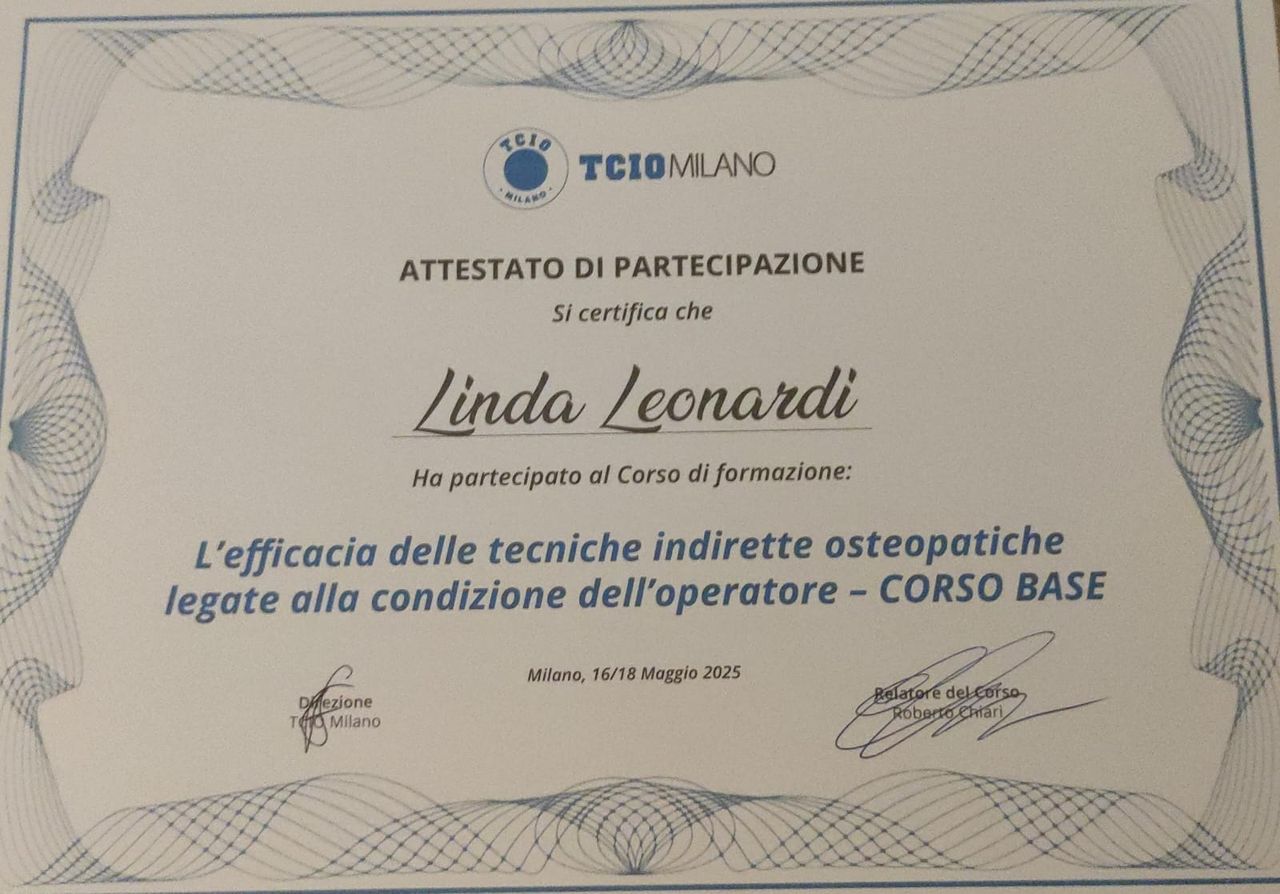 TCIO
MILANO
TCIO MILANO
ATTESTATO DI PARTECIPAZIONE
Si certifica che
Linda Leonardi
Ha partecipato al Corso di formazione:
L’efficacia delle tecniche indirette osteopatiche
legate alla condizione dell’operatore – CORSO BASE
Milano, 16/18 Maggio 2025
Direzione
TCIO Milano
Relatore del Corso
Roberto Chiari